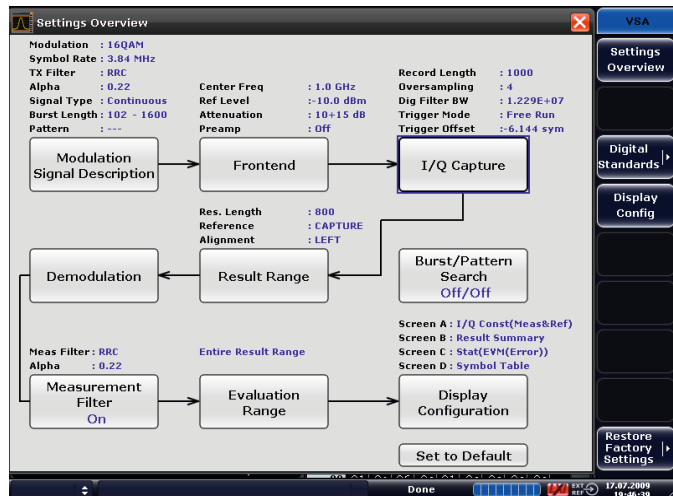 Settings Overview
VSA
Modulation : 16QAM
Symbol Rate : 3.84 MHz
TX Filter : RRC
Alpha : 0.22
Signal Type : Continuous
Burst Length : 102 - 1600
Pattern : ---
Center Freq : 1.0 GHz
Ref Level : -10.0 dBm
Attenuation : 10+15 dB
Preamp : Off
Record Length : 1000
Oversampling : 4
Dig Filter BW : 1.229E+07
Trigger Mode : Free Run
Trigger Offset : -6.144 sym
Modulation
Signal Description
Frontend
I/Q Capture
Res. Length : 800
Reference : CAPTURE
Alignment : LEFT
Demodulation
Result Range
Burst/Pattern
Search
Off/Off
Screen A : I/Q Const(Meas&Ref)
Screen B : Result Summary
Screen C : Stat(EVM(Error))
Screen D : Symbol Table
Meas Filter : RRC
Alpha : 0.22
Entire Result Range
Measurement
Filter
On
Evaluation
Range
Display
Configuration
Set to Default
Settings
Overview
Digital
Standards
Display
Config
Restore
Factory
Settings
Done
LXI
EXT
REF
17.07.2009
19:46:39